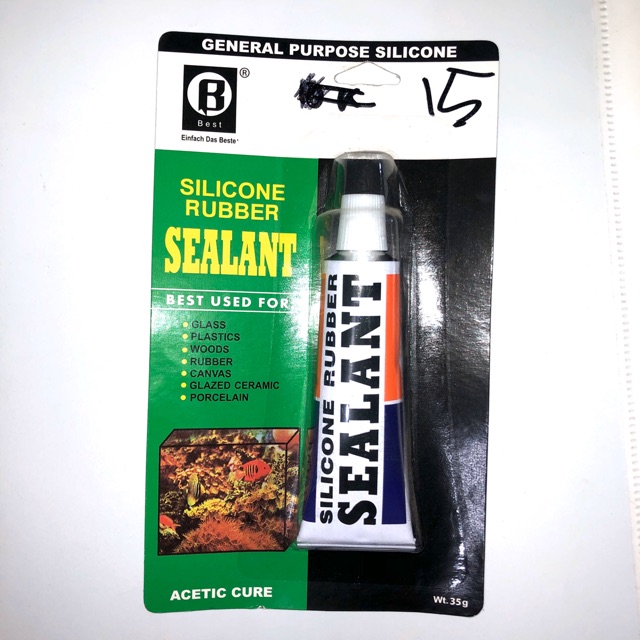 GENERAL PURPOSE SILICONE
B
®
Best
Einfach Das Beste
15
SILICONE
RUBBER
SEALANT
BEST USED FOR
GLASS
PLASTICS
WOODS
RUBBER
CANVAS
GLAZED CERAMIC
PORCELAIN
SILICONE RUBBER
SEALANT
ACETIC CURE
Wt. 35g